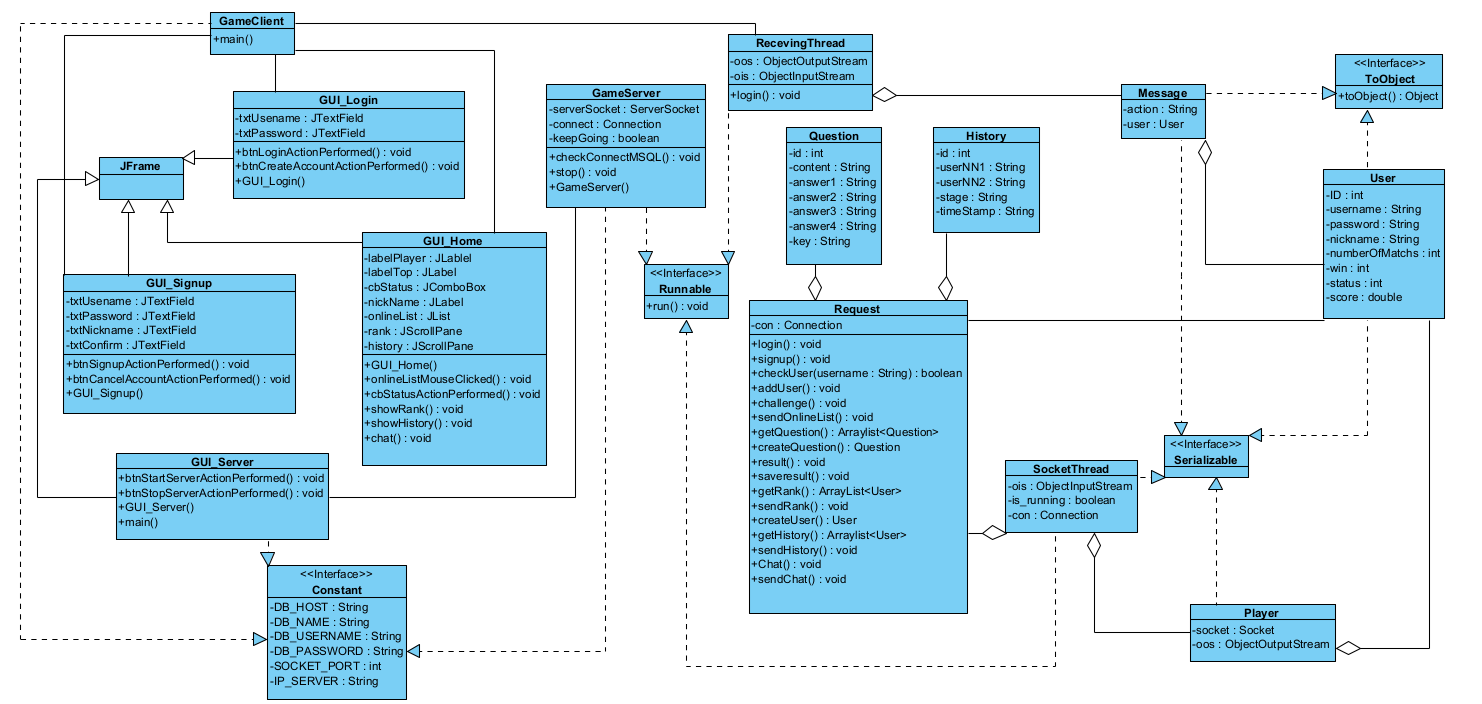 GameClient
+main()
RecevingThread
-oos : ObjectOutputStream
-ois : ObjectInputStream
+login() : void
<<Interface>>
ToObject
+toObject() : Object
GUI_Login
-txtUsename : JTextField
-txtPassword : JTextField
+btnLoginActionPerformed() : void
+btnCreateAccountActionPerformed() : void
+GUI_Login()
GameServer
-serverSocket : ServerSocket
-connect : Connection
-keepGoing : boolean
+checkConnectMSQL() : void
+stop() : void
+GameServer()
Message
-action : String
-user : User
Question
-id : int
-content : String
-answer1 : String
-answer2 : String
-answer3 : String
-answer4 : String
-key : String
History
-id : int
-userNN1 : String
-userNN2 : String
-stage : String
-timeStamp : String
JFrame
User
-ID : int
-username : String
-password : String
-nickname : String
-numberOfMatchs : int
-win : int
-status : int
-score : double
GUI_Home
-labelPlayer : JLablel
-labelTop : JLabel
-cbStatus : JComboBox
-nickName : JLabel
-onlineList : JList
-rank : JScrollPane
-history : JScrollPane
+GUI_Home()
+onlineListMouseClicked() : void
+cbStatusActionPerformed() : void
+showRank() : void
+showHistory() : void
+chat() : void
<<Interface>>
Runnable
+run() : void
GUI_Signup
-txtUsename : JTextField
-txtPassword : JTextField
-txtNickname : JTextField
-txtConfirm : JTextField
+btnSignupActionPerformed() : void
+btnCancelAccountActionPerformed() : void
+GUI_Signup()
Request
-con : Connection
+login() : void
+signup() : void
+checkUser(username : String) : boolean
+addUser() : void
+challenge() : void
+sendOnlineList() : void
+getQuestion() : Arraylist<Question>
+createQuestion() : Question
+result() : void
+saveresult() : void
+getRank() : ArrayList<User>
+sendRank() : void
+createUser() : User
+getHistory() : Arraylist<User>
+sendHistory() : void
+Chat() : void
+sendChat() : void
<<Interface>>
Serializable
GUI_Server
+btnStartServerActionPerformed() : void
+btnStopServerActionPerformed() : void
+GUI_Server()
+main()
SocketThread
-ois : ObjectInputStream
-is_running : boolean
-con : Connection
<<Interface>>
Constant
-DB_HOST : String
-DB_NAME : String
-DB_USERNAME : String
-DB_PASSWORD : String
-SOCKET_PORT : int
-IP_SERVER : String
Player
-socket : Socket
-oos : ObjectOutputStream